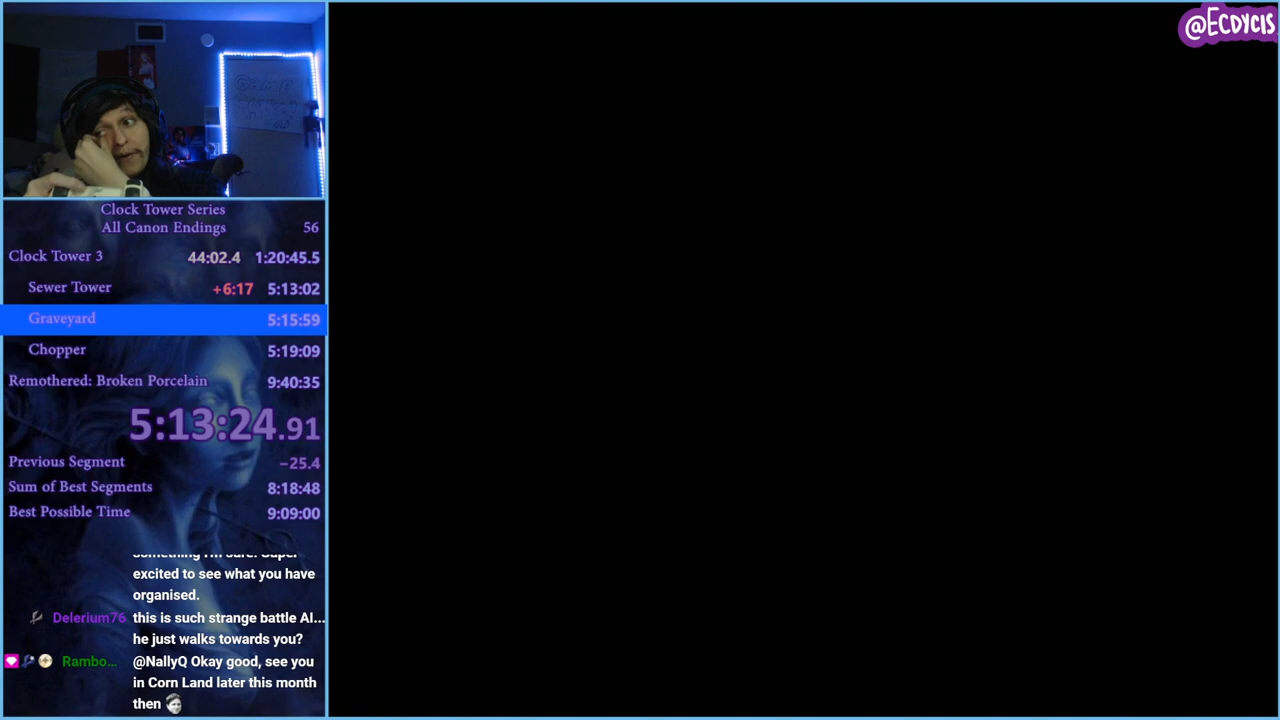 @ECDYCIS
Clock Tower Series
All Canon Endings 56
Clock Tower 3 44:02.4 1:20:45.5
Sewer Tower +6:17 5:13:02
Graveyard 5:15:59
Chopper 5:19:09
Remothered: Broken Porcelain 9:40:35
5:13:24.91
Previous Segment −25.4
Sum of Best Segments 8:18:48
Best Possible Time 9:09:00
something I'm sure. Super
excited to see what you have
organised.
Delerium76 this is such strange battle AI...
he just walks towards you?
Rambo... @NallyQ Okay good, see you
in Corn Land later this month
then